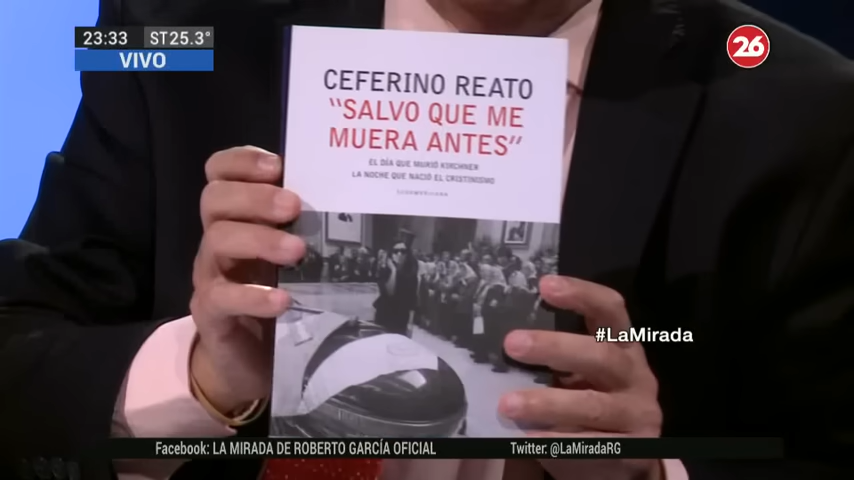 23:33 ST25.3°
VIVO
26
CEFERINO REATO
"SALVO QUE ME
MUERA ANTES"
EL DÍA QUE MURIÓ KIRCHNER
LA NOCHE QUE NACIÓ EL CRISTINISMO
SUDAMERICANA
#LaMirada
Facebook: LA MIRADA DE ROBERTO GARCÍA OFICIAL
Twitter: @LaMiradaRG